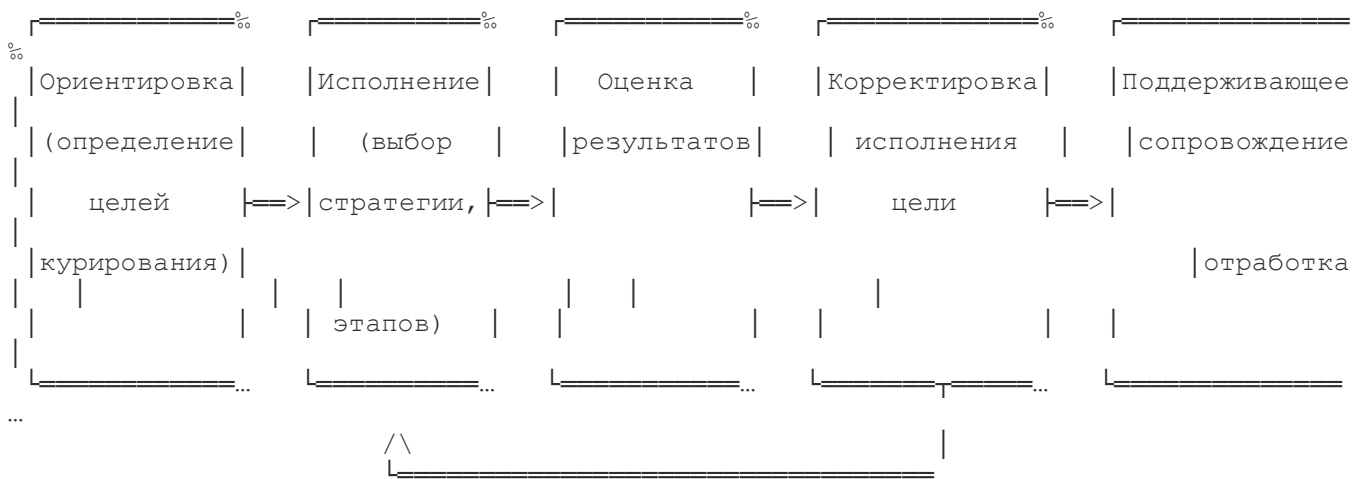 Ориентировка Исполнение Оценка Корректировка Поддерживающее
(определение (выбор результатов исполнения сопровождение
целей ==> стратегии, ==> ==> цели ==>
курирования) отработка
этапов)